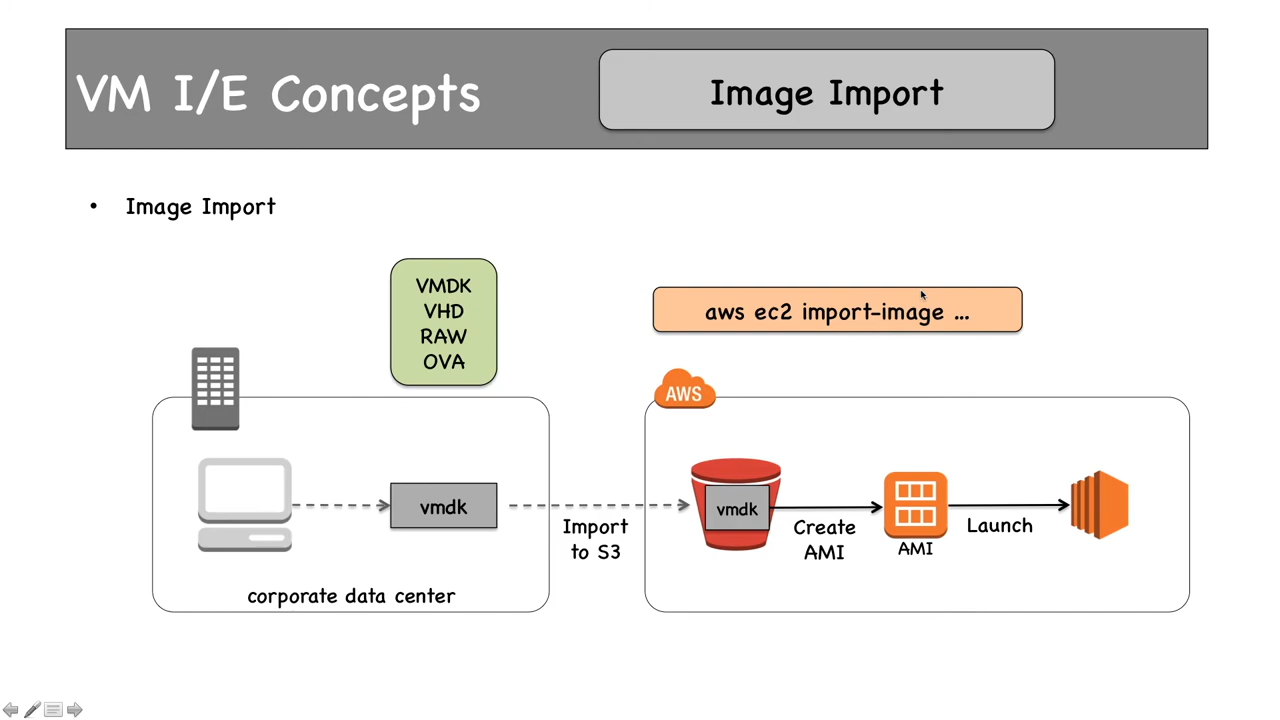 VM I/E Concepts
Image Import
• Image Import
VMDK
VHD
RAW
OVA
aws ec2 import-image ...
AWS
vmdk
vmdk
Import
to S3
Create
AMI
AMI
Launch
corporate data center